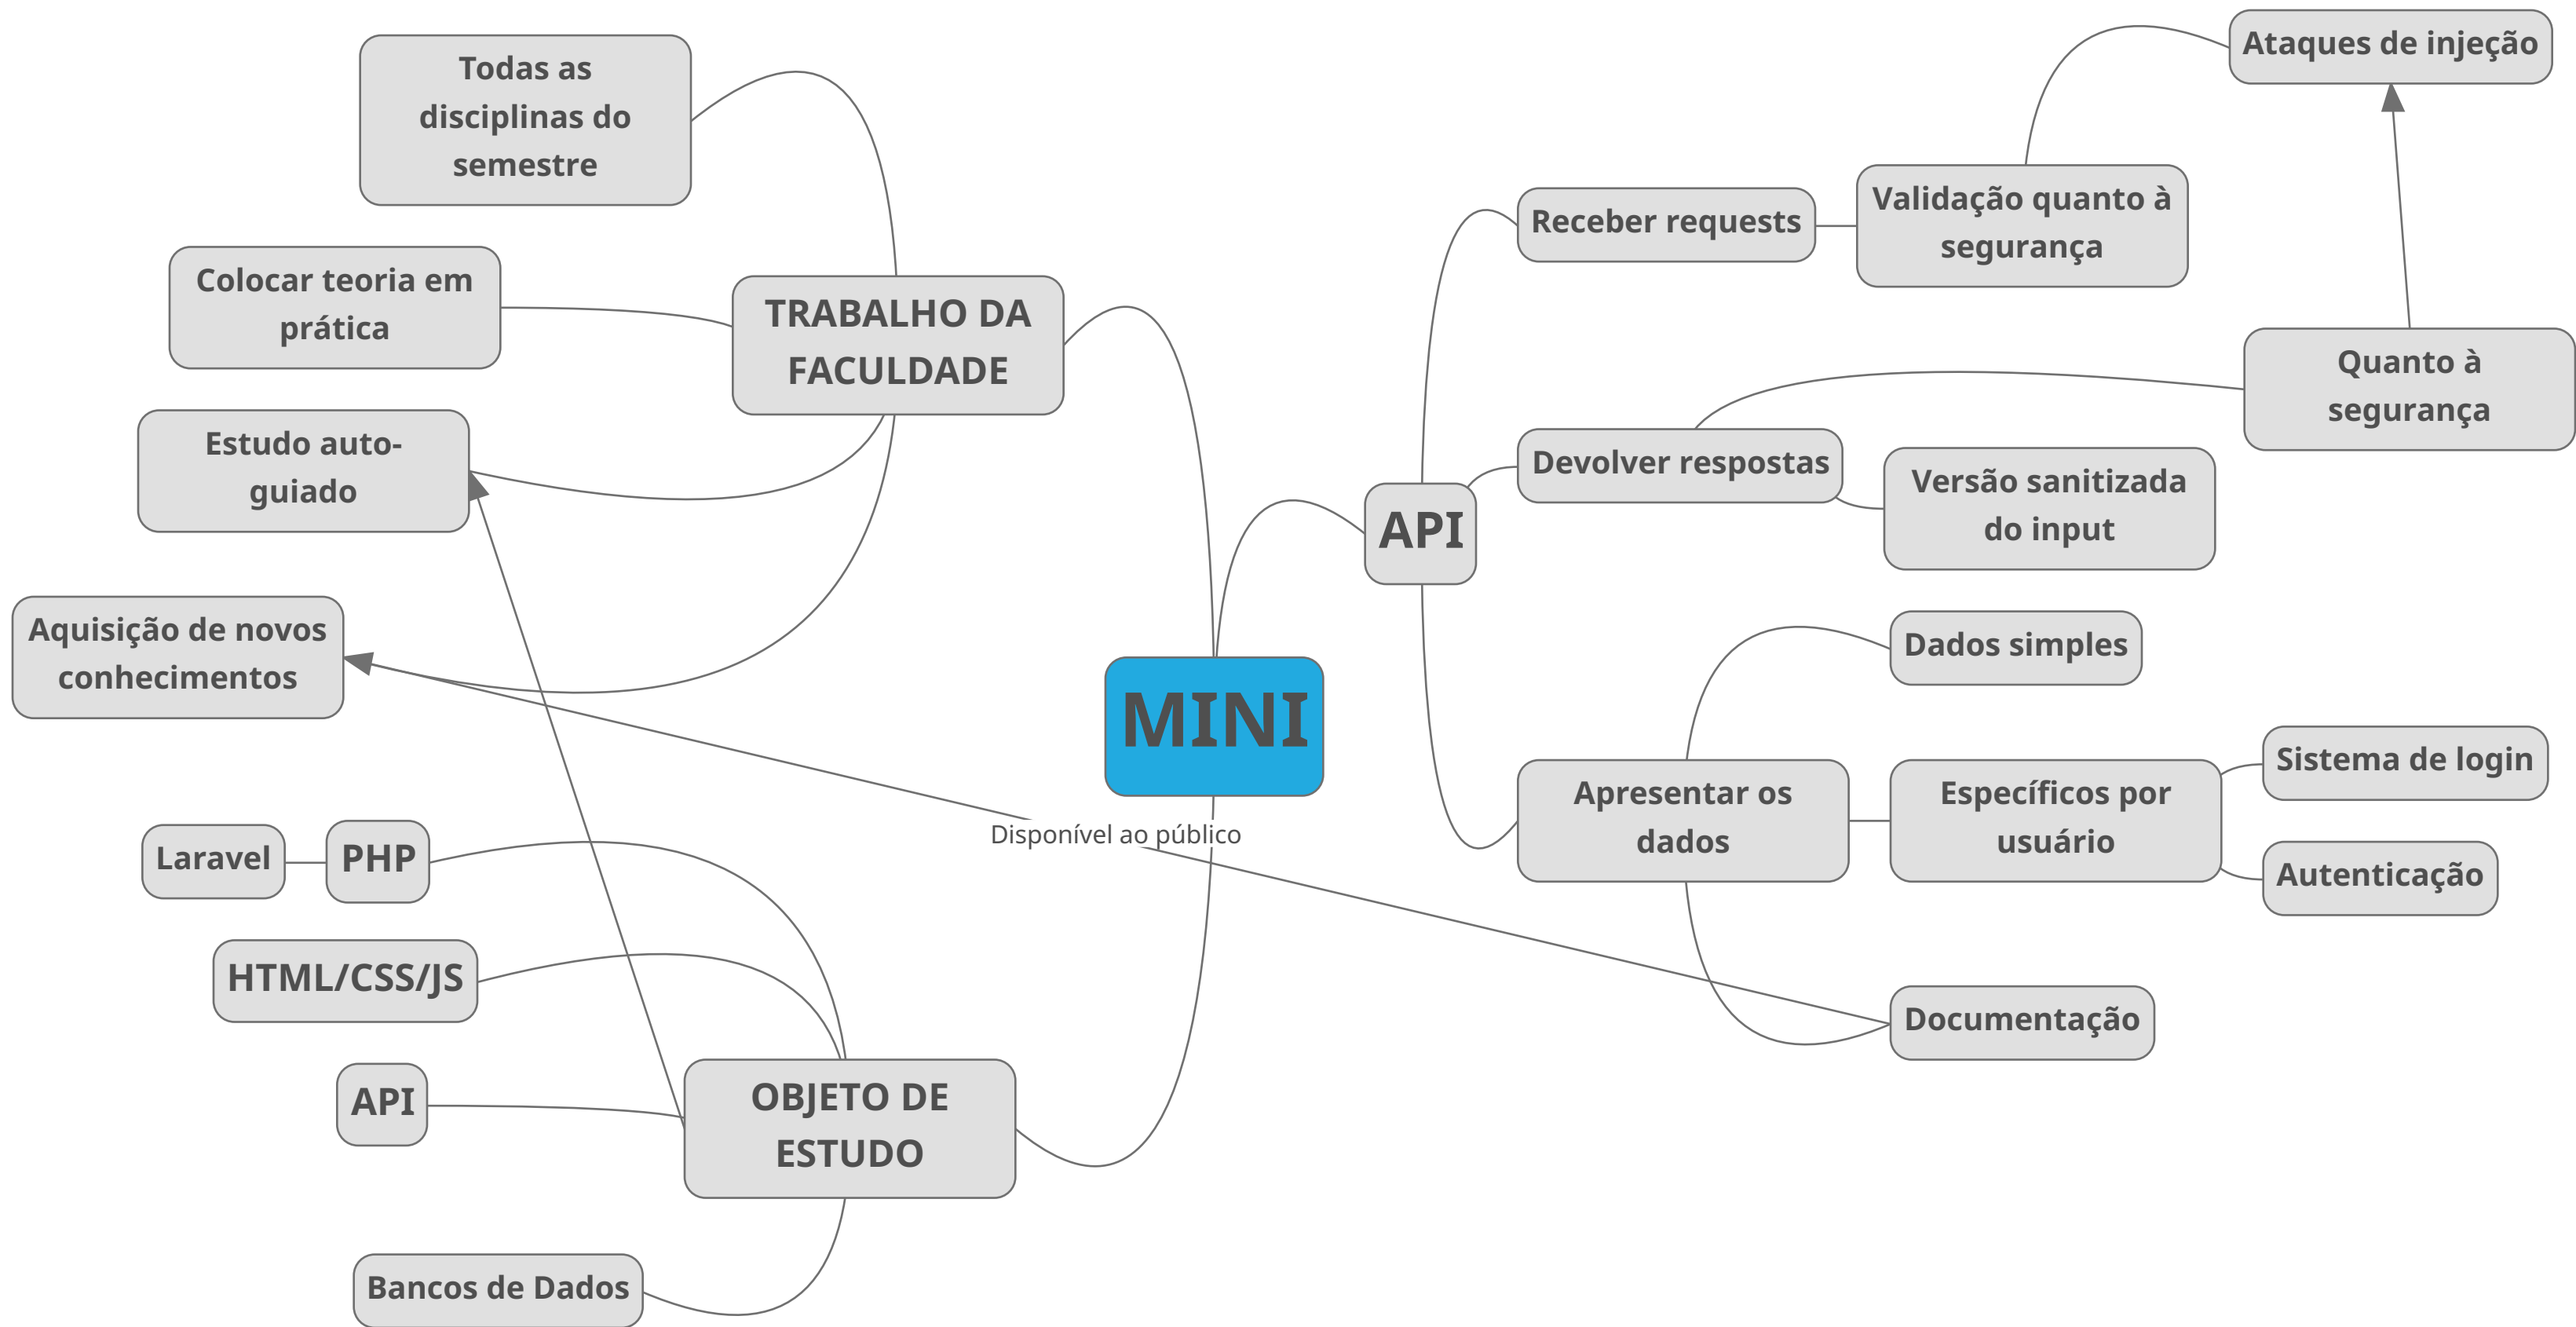 Todas as
disciplinas do
semestre
Colocar teoria em
prática
TRABALHO DA
FACULDADE
Estudo auto-
guiado
Aquisição de novos
conhecimentos
MINI
Disponível ao público
Laravel
PHP
HTML/CSS/JS
API
OBJETO DE
ESTUDO
Bancos de Dados
API
Receber requests
Validação quanto à
segurança
Ataques de injeção
Quanto à
segurança
Devolver respostas
Versão sanitizada
do input
Dados simples
Apresentar os
dados
Específicos por
usuário
Sistema de login
Autenticação
Documentação